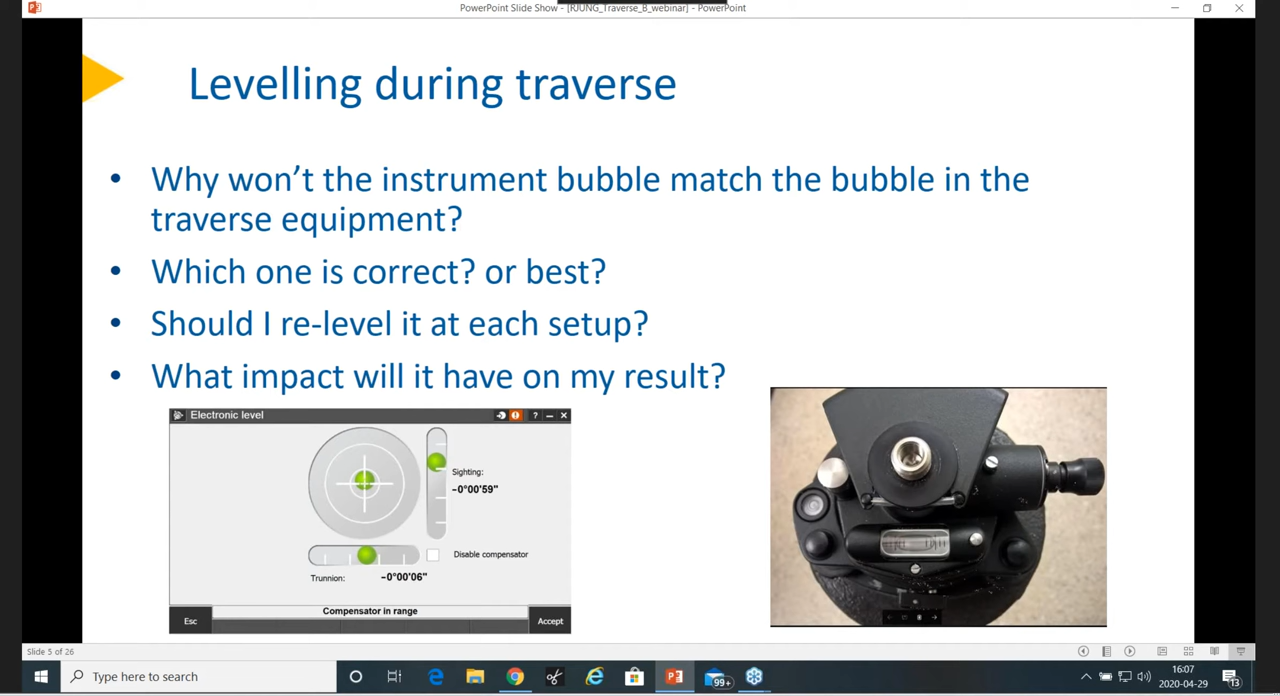 PowerPoint Slide Show - [RJUNG_Traverse_B_webinar] - PowerPoint
Levelling during traverse
• Why won't the instrument bubble match the bubble in the
traverse equipment?
• Which one is correct? or best?
• Should I re-level it at each setup?
• What impact will it have on my result?
Electronic level
?
Sighting:
-0°00'59"
Disable compensator
Trunnion:
-0°00'06"
Compensator in range
Esc
Accept
Slide 5 of 26
Type here to search
99+
16:07
2020-04-29
13